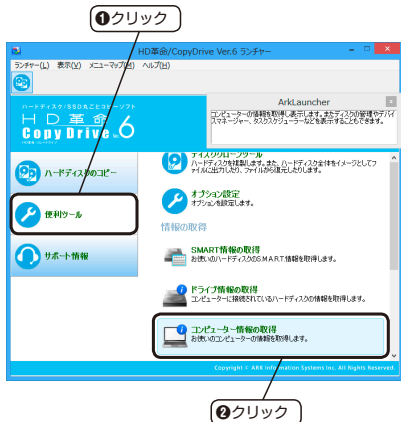 ❶クリック
HD革命/CopyDrive Ver.6 ランチャー
ランチャー(L) 表示(V) メニューマップ(M) ヘルプ(H)
ハードディスク/SSD丸ごとコピーソフト
HD革命
Copy Drive Ver.6
ArkLauncher
コンピューターの情報を取得し表示します。またディスクの管理やデバイ
スマネージャー、タスクスケジューラーなどを表示することもできます。
ハードディスクのコピー
便利ツール
サポート情報
ディスククローンツール
ハードディスクを複製します。また、ハードディスク全体をイメージとしてフ
ァイルに出力したり、ファイルから復元したりします。
オプション設定
オプションを設定します。
情報の取得
SMART情報の取得
お使いのハードディスクのS.M.A.R.T.情報を取得します。
ドライブ情報の取得
コンピューターに接続されているハードディスクの情報を取得します。
コンピューター情報の取得
お使いのコンピューターの情報を取得します。
Copyright © ARK Information Systems Inc. All Rights Reserved.
❷クリック